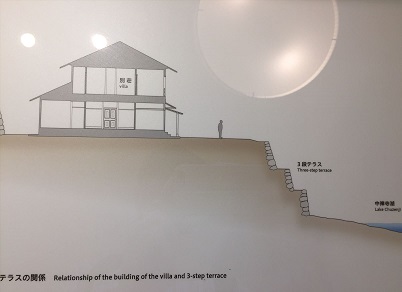 テラスの関係 Relationship of the building of the villa and 3-step terrace
別荘
villa
3段テラス
Three-step terrace
中禅寺湖
Lake Chuzenji